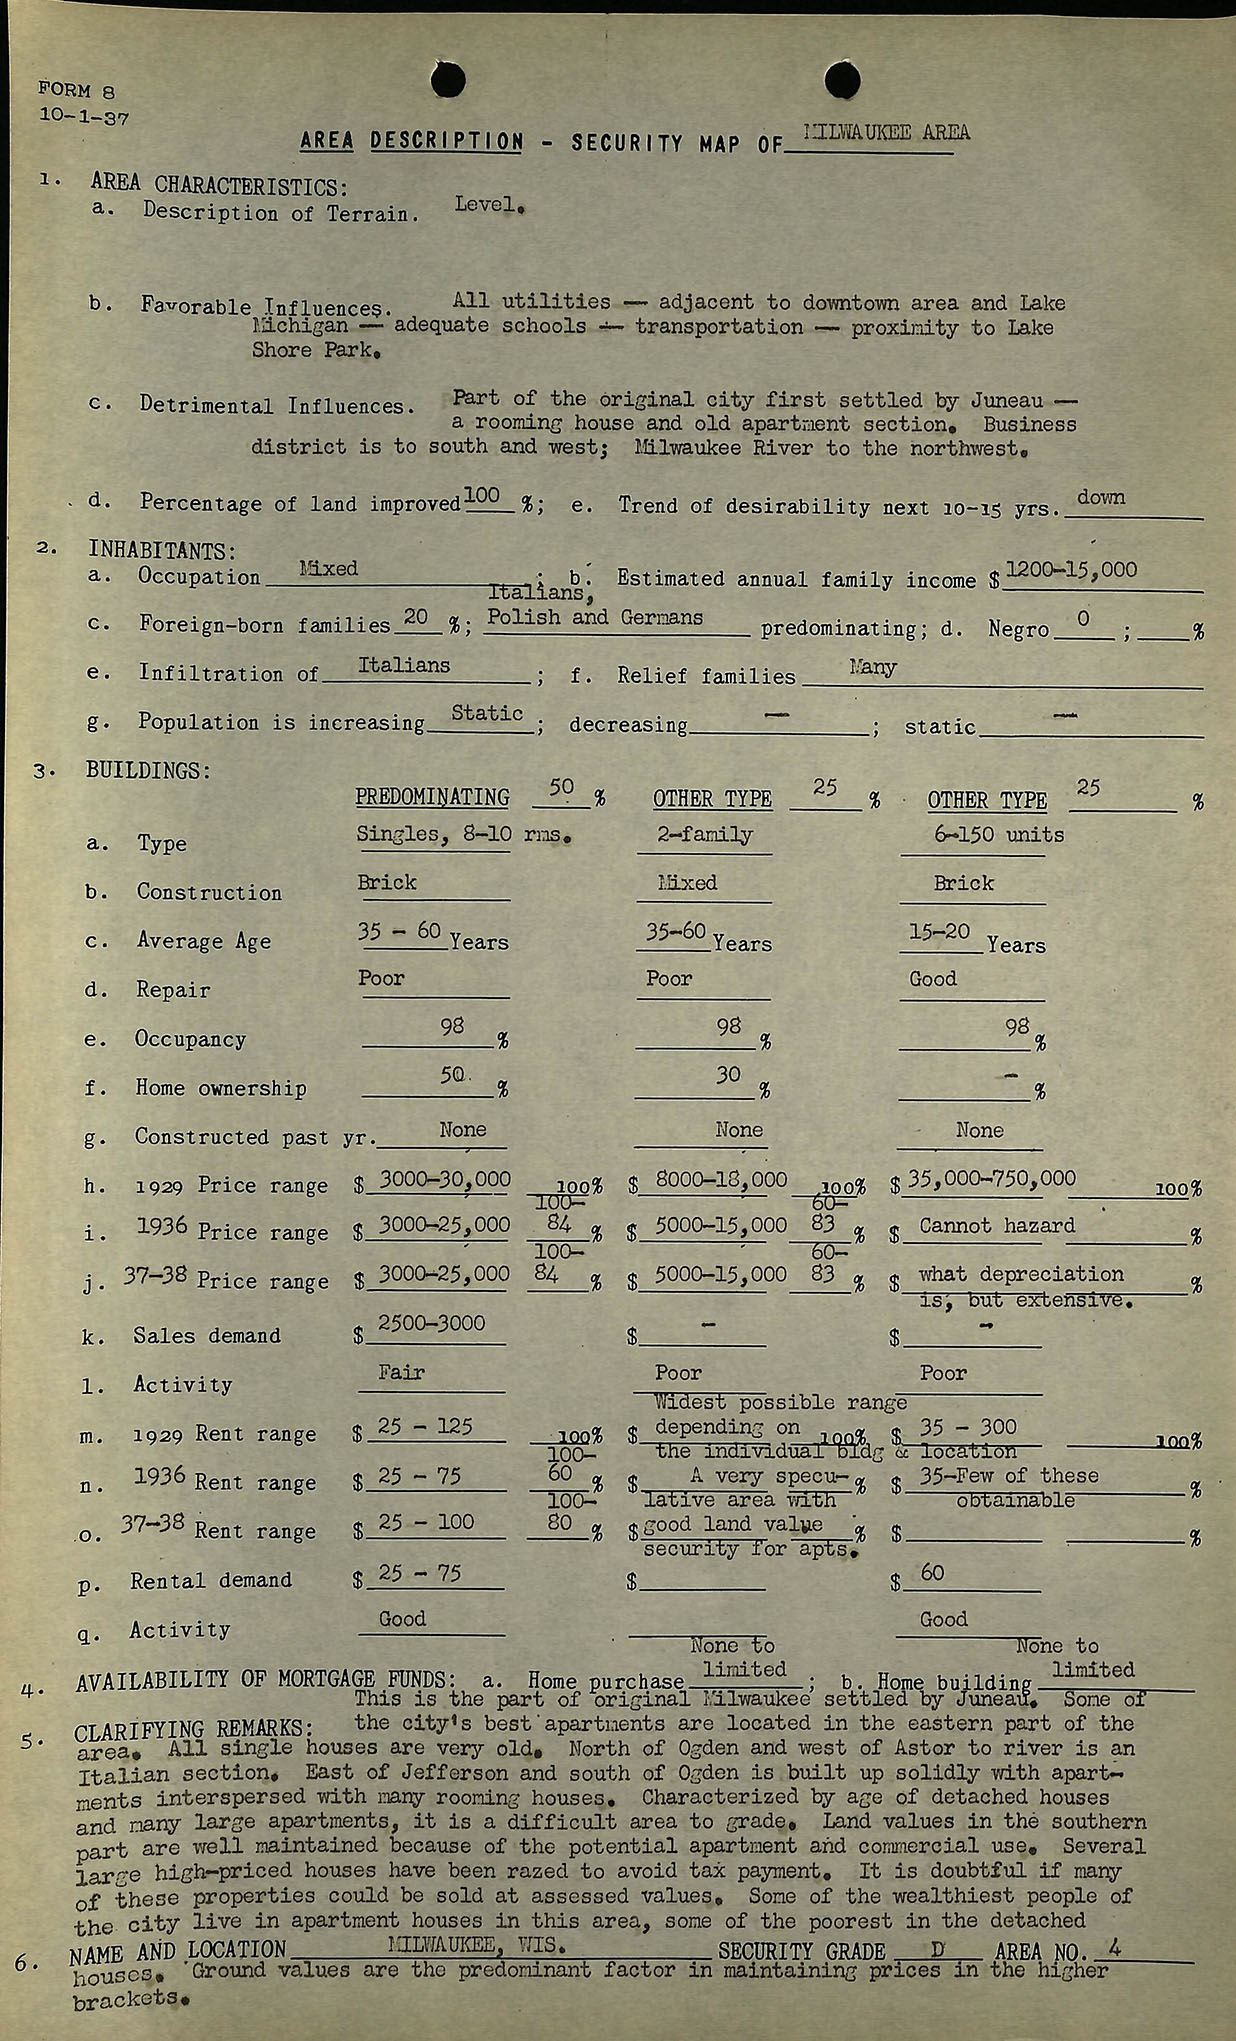 FORM 8
10-1-37
AREA DESCRIPTION - SECURITY MAP OF MILWAUKEE AREA
1. AREA CHARACTERISTICS:
a. Description of Terrain. Level.
b. Favorable Influences. All utilities — adjacent to downtown area and Lake
Michigan — adequate schools — transportation — proximity to Lake
Shore Park.
c. Detrimental Influences. Part of the original city first settled by Juneau —
a rooming house and old apartment section. Business
district is to south and west; Milwaukee River to the northwest.
d. Percentage of land improved 100 %; e. Trend of desirability next 10-15 yrs. down
2. INHABITANTS:
a. Occupation Mixed ; b. Estimated annual family income $ 1200-15,000
Italians,
c. Foreign-born families 20 %; Polish and Germans predominating; d. Negro 0 ; %
e. Infiltration of Italians ; f. Relief families Many
g. Population is increasing Static ; decreasing — ; static —
3. BUILDINGS:
PREDOMINATING 50 % OTHER TYPE 25 % OTHER TYPE 25 %
a. Type Singles, 8-10 rms. 2-family 6-150 units
b. Construction Brick Mixed Brick
c. Average Age 35 - 60 Years 35-60 Years 15-20 Years
d. Repair Poor Poor Good
e. Occupancy 98 % 98 % 98 %
f. Home ownership 50 % 30 % - %
g. Constructed past yr. None None None
h. 1929 Price range $ 3000-30,000 100% $ 8000-18,000 100% $ 35,000-750,000 100%
100- 60-
i. 1936 Price range $ 3000-25,000 84 % $ 5000-15,000 83 % $ Cannot hazard %
100- 60-
j. 37-38 Price range $ 3000-25,000 84 % $ 5000-15,000 83 % $ what depreciation %
is, but extensive.
k. Sales demand $ 2500-3000 $ - $ -
l. Activity Fair Poor Poor
Widest possible range
m. 1929 Rent range $ 25 - 125 100% $ depending on 100% $ 35 - 300 100%
100- the individual bldg & location
n. 1936 Rent range $ 25 - 75 60 % $ A very specu- % $ 35-Few of these %
100- lative area with obtainable
o. 37-38 Rent range $ 25 - 100 80 % $ good land value % $ %
security for apts.
p. Rental demand $ 25 - 75 $ $ 60
q. Activity Good Good
None to None to
4. AVAILABILITY OF MORTGAGE FUNDS: a. Home purchase limited ; b. Home building limited
This is the part of original Milwaukee settled by Juneau. Some of
5. CLARIFYING REMARKS: the city's best apartments are located in the eastern part of the
area. All single houses are very old. North of Ogden and west of Astor to river is an
Italian section. East of Jefferson and south of Ogden is built up solidly with apart-
ments interspersed with many rooming houses. Characterized by age of detached houses
and many large apartments, it is a difficult area to grade. Land values in the southern
part are well maintained because of the potential apartment and commercial use. Several
large high-priced houses have been razed to avoid tax payment. It is doubtful if many
of these properties could be sold at assessed values. Some of the wealthiest people of
the city live in apartment houses in this area, some of the poorest in the detached
6. NAME AND LOCATION MILWAUKEE, WIS. SECURITY GRADE D AREA NO. 4
houses. Ground values are the predominant factor in maintaining prices in the higher
brackets.